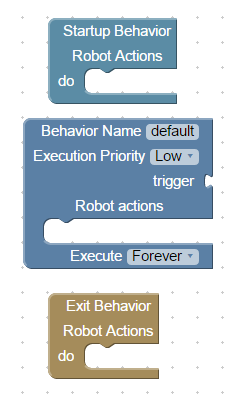 Startup Behavior
Robot Actions
do
Behavior Name default
Execution Priority Low
trigger
Robot actions
Execute Forever
Exit Behavior
Robot Actions
do